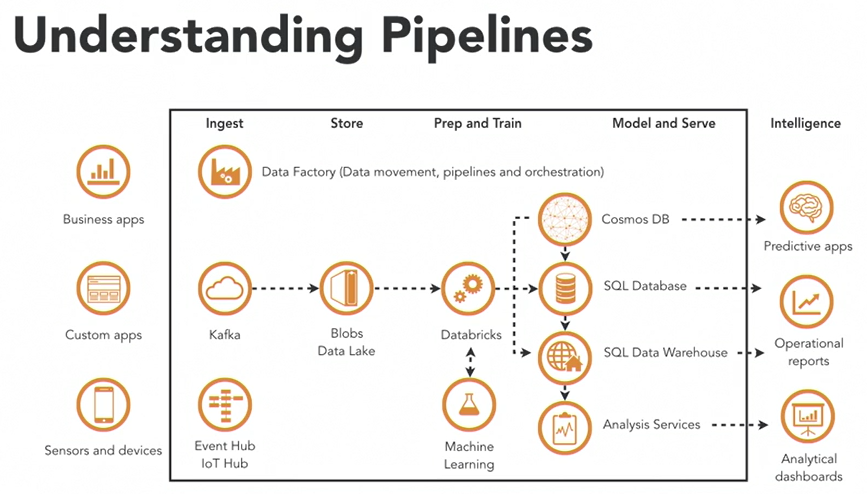 Understanding Pipelines
Ingest
Store
Prep and Train
Model and Serve
Intelligence
Business apps
Data Factory (Data movement, pipelines and orchestration)
Cosmos DB
Predictive apps
Custom apps
Kafka
Blobs
Data Lake
Databricks
SQL Database
SQL Data Warehouse
Operational
reports
Sensors and devices
Event Hub
IoT Hub
Machine
Learning
Analysis Services
Analytical
dashboards